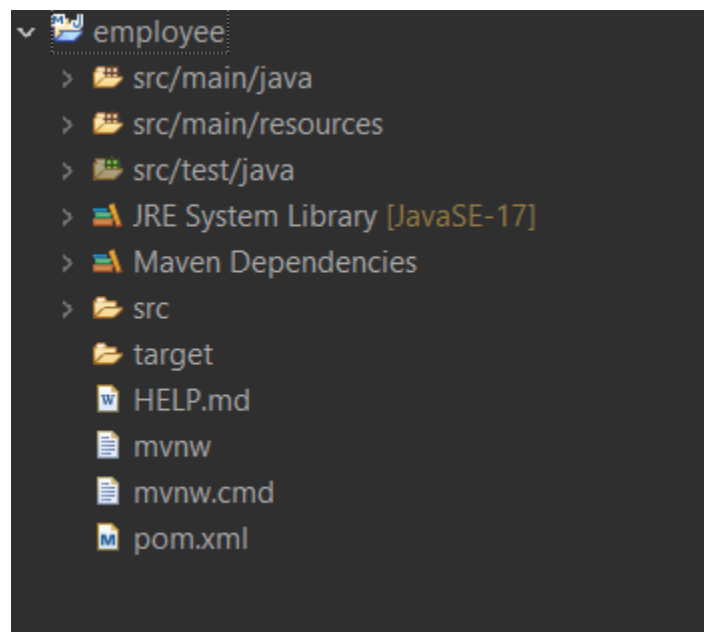 employee
src/main/java
src/main/resources
src/test/java
JRE System Library [JavaSE-17]
Maven Dependencies
src
target
HELP.md
mvnw
mvnw.cmd
pom.xml